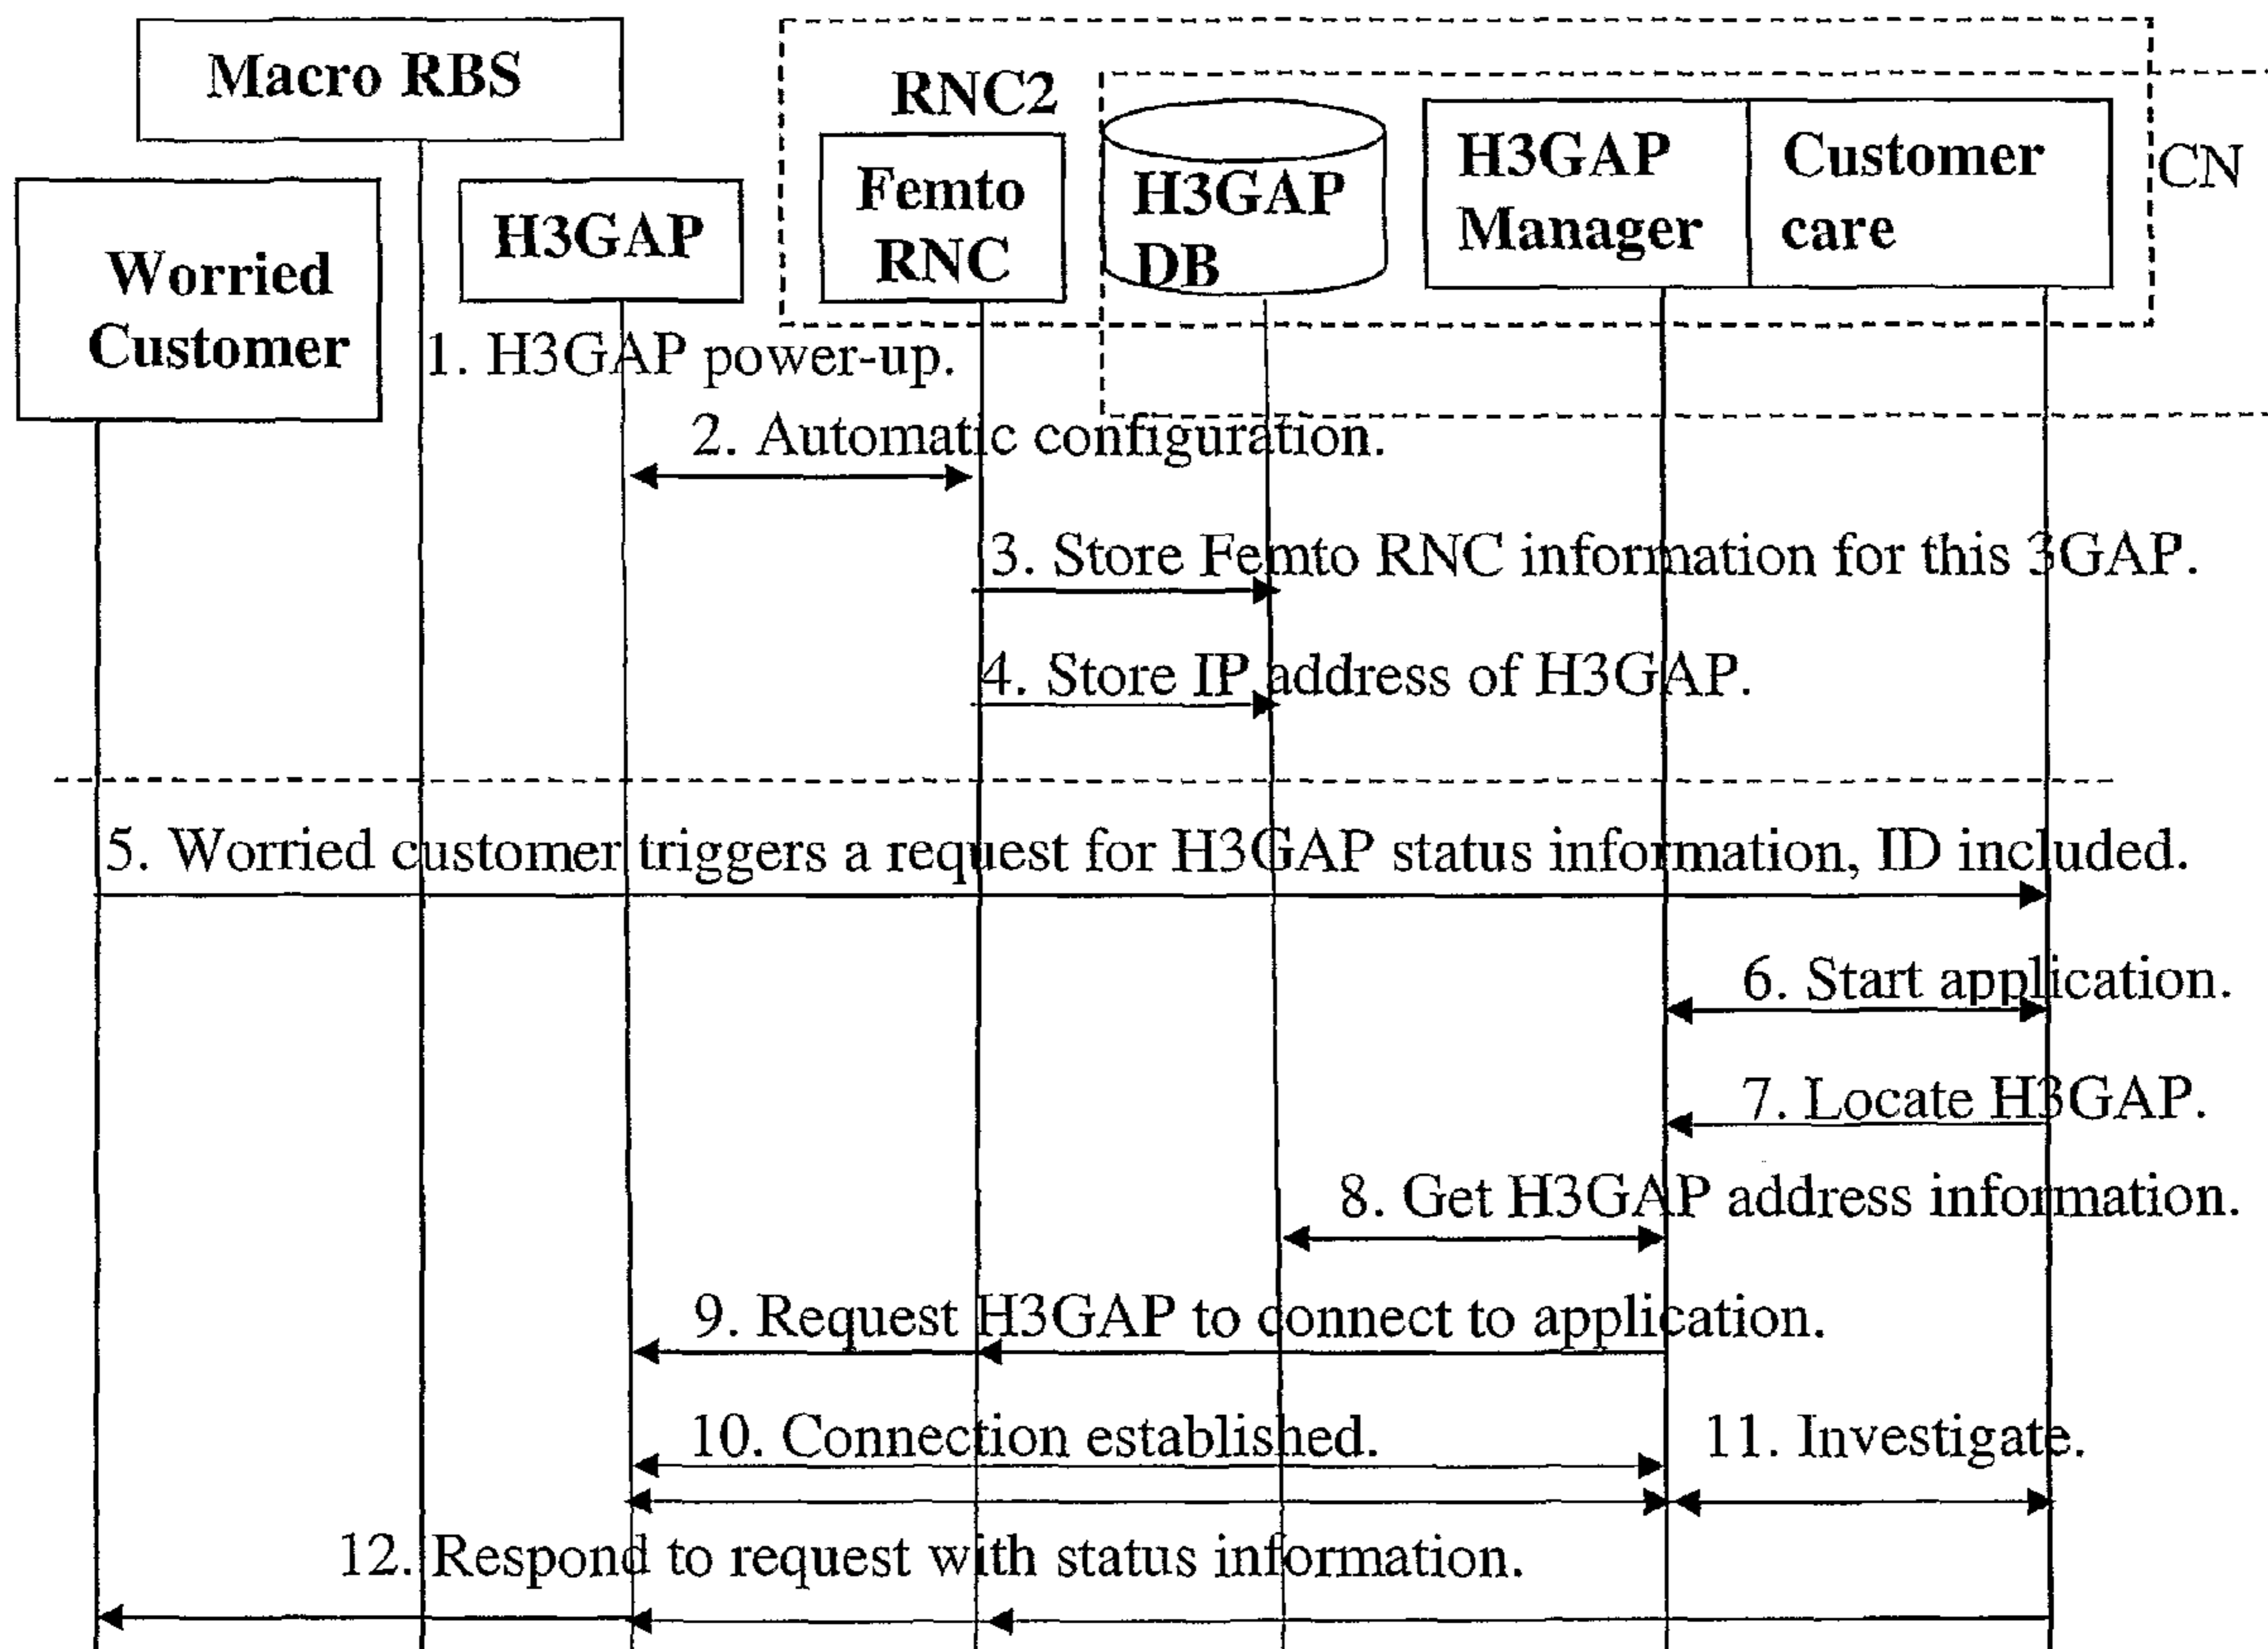 Macro RBS
RNC2
Worried
Customer
H3GAP
Femto
RNC
H3GAP
DB
H3GAP
Manager
Customer
care
CN
1. H3GAP power-up.
2. Automatic configuration.
3. Store Femto RNC information for this 3GAP.
4. Store IP address of H3GAP.
5. Worried customer triggers a request for H3GAP status information, ID included.
6. Start application.
7. Locate H3GAP.
8. Get H3GAP address information.
9. Request H3GAP to connect to application.
10. Connection established.
11. Investigate.
12. Respond to request with status information.